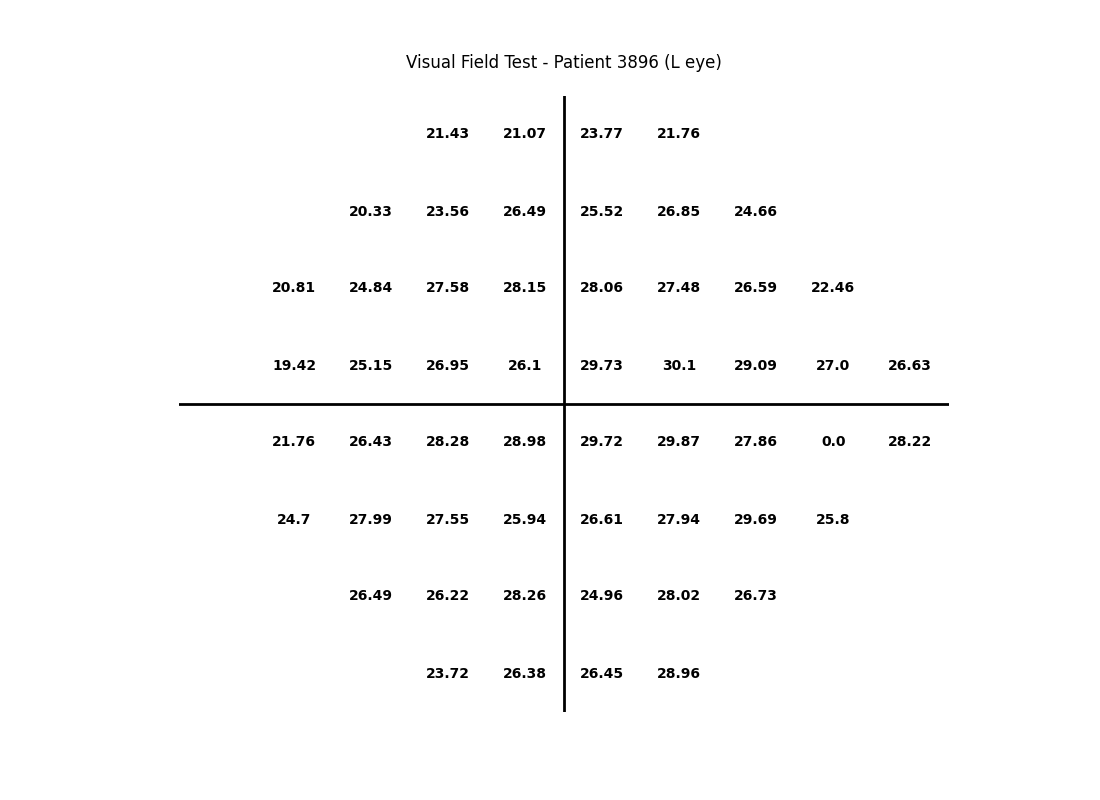 Visual Field Test - Patient 3896 (L eye)
21.43 21.07 23.77 21.76
20.33 23.56 26.49 25.52 26.85 24.66
20.81 24.84 27.58 28.15 28.06 27.48 26.59 22.46
19.42 25.15 26.95 26.1 29.73 30.1 29.09 27.0 26.63
21.76 26.43 28.28 28.98 29.72 29.87 27.86 0.0 28.22
24.7 27.99 27.55 25.94 26.61 27.94 29.69 25.8
26.49 26.22 28.26 24.96 28.02 26.73
23.72 26.38 26.45 28.96